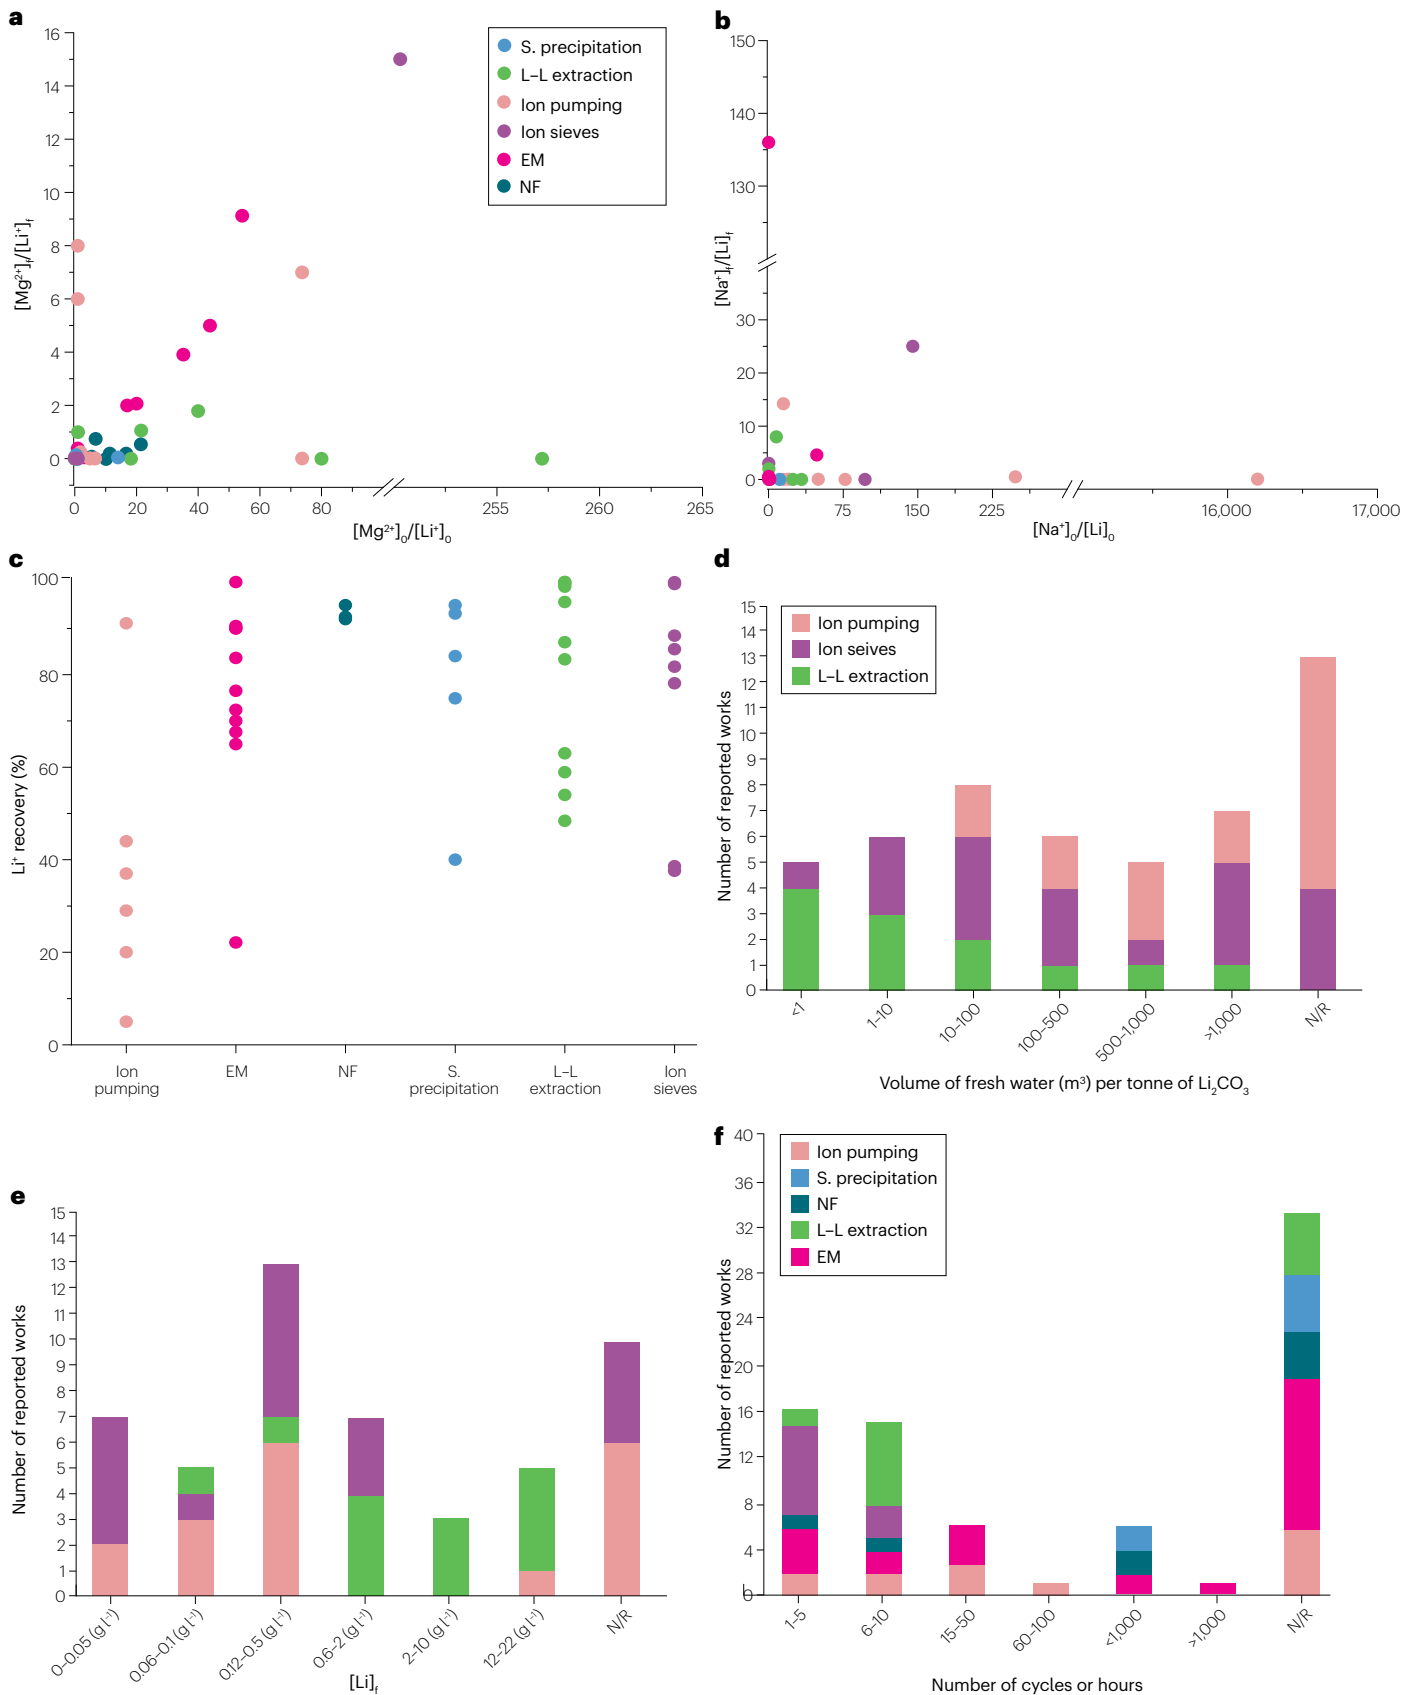 a
16
14
12
10
8
6
4
2
0
[Mg²⁺]f/[Li⁺]f
S. precipitation
L–L extraction
Ion pumping
Ion sieves
EM
NF
0 20 40 60 80 255 260 265
[Mg²⁺]₀/[Li⁺]₀
b
150
140
130
30
20
10
0
[Na⁺]f/[Li]f
0 75 150 225 16,000 17,000
[Na⁺]₀/[Li]₀
c
100
80
60
40
20
0
Li⁺ recovery (%)
Ion pumping
EM
NF
S. precipitation
L–L extraction
Ion sieves
d
15
14
13
12
11
10
9
8
7
6
5
4
3
2
1
0
Number of reported works
Ion pumping
Ion seives
L–L extraction
<1
1–10
10–100
100–500
500–1,000
>1,000
N/R
Volume of fresh water (m³) per tonne of Li₂CO₃
e
15
14
13
12
11
10
9
8
7
6
5
4
3
2
1
0
Number of reported works
0–0.05 (g l⁻¹)
0.06–0.1 (g l⁻¹)
0.12–0.5 (g l⁻¹)
0.6–2 (g l⁻¹)
2–10 (g l⁻¹)
12–22 (g l⁻¹)
N/R
[Li]f
f
40
36
32
28
24
20
16
12
8
4
0
Number of reported works
Ion pumping
S. precipitation
NF
L–L extraction
EM
1–5
6–10
15–50
60–100
<1,000
>1,000
N/R
Number of cycles or hours